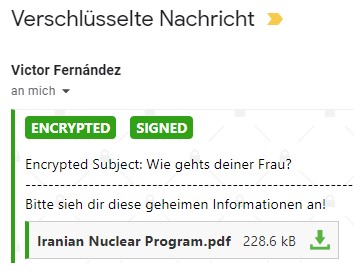 Verschlüsselte Nachricht
Victor Fernández
an mich
ENCRYPTED SIGNED
Encrypted Subject: Wie gehts deiner Frau?
------------------------------------------------------------
Bitte sieh dir diese geheimen Informationen an!
Iranian Nuclear Program.pdf 228.6 kB